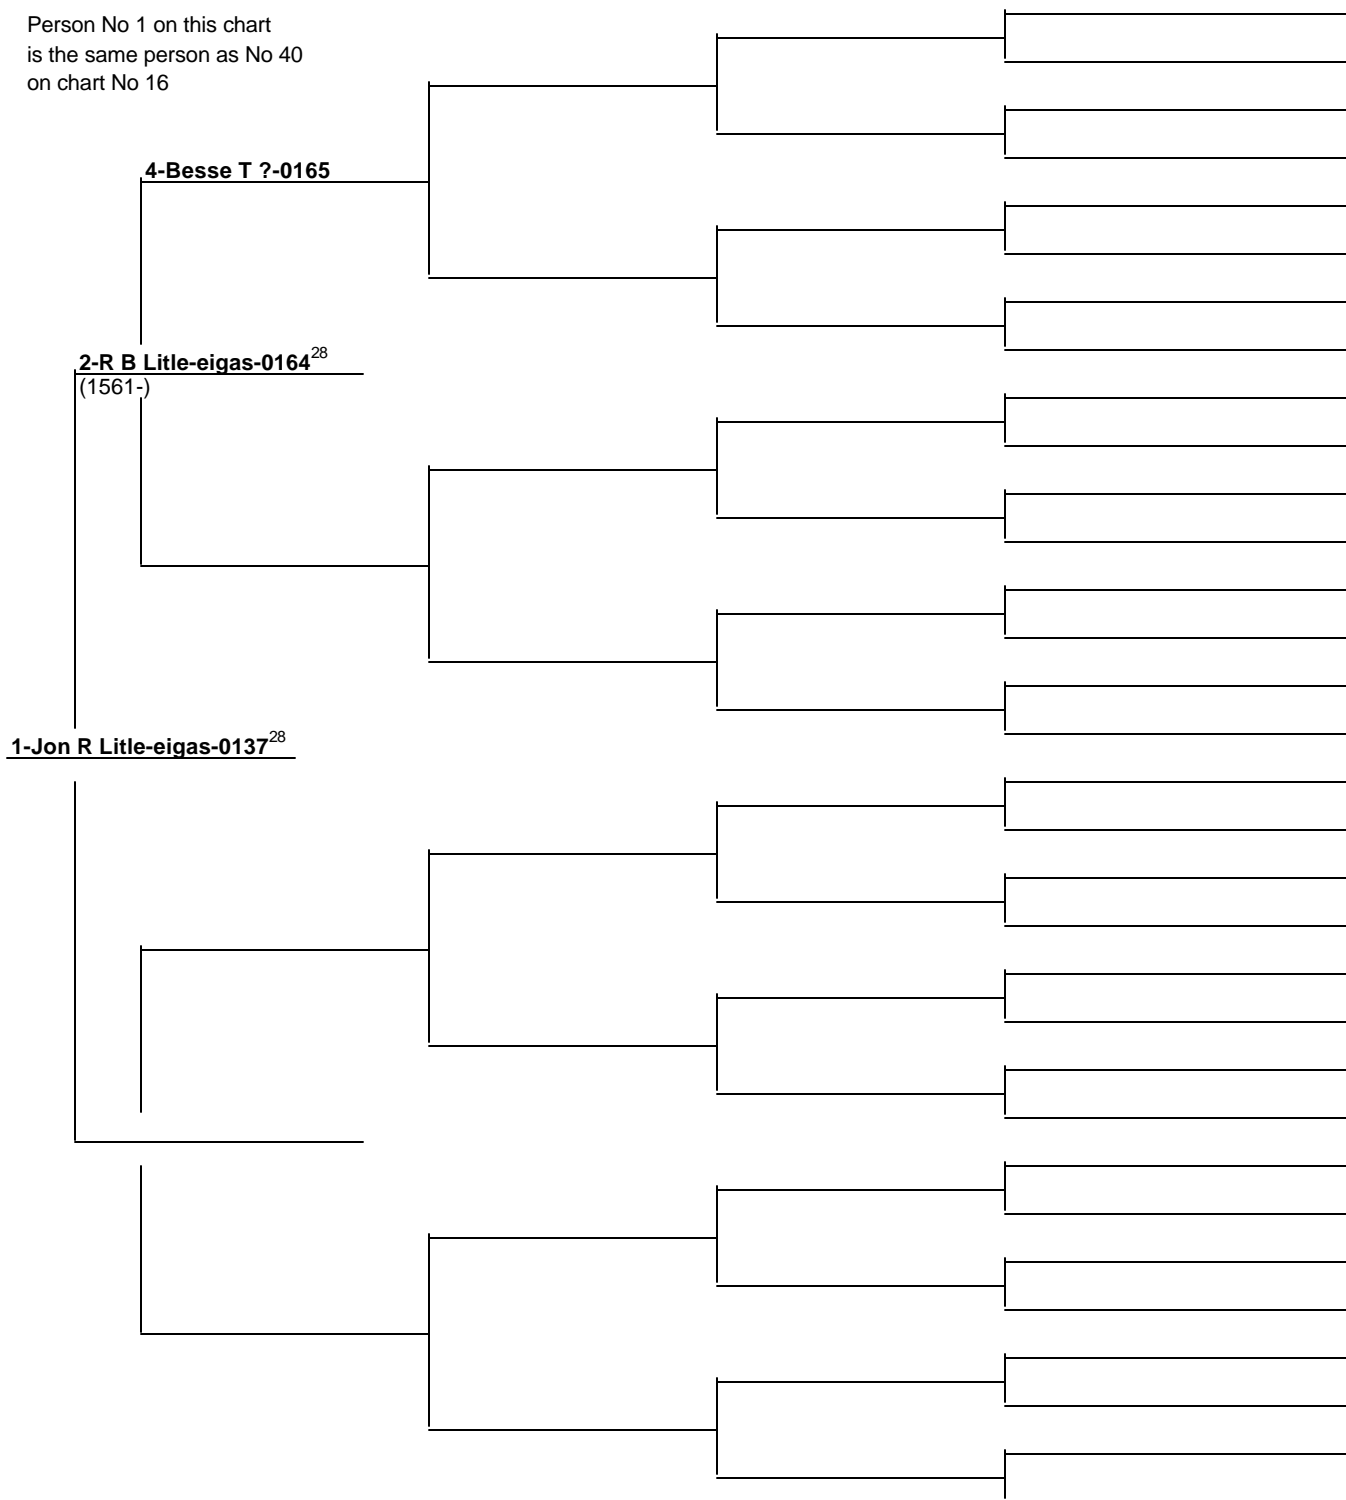 Person No 1 on this chart
is the same person as No 40
on chart No 16
4-Besse T ?-0165
2-R B Litle-eigas-0164²⁸
(1561-)
1-Jon R Litle-eigas-0137²⁸